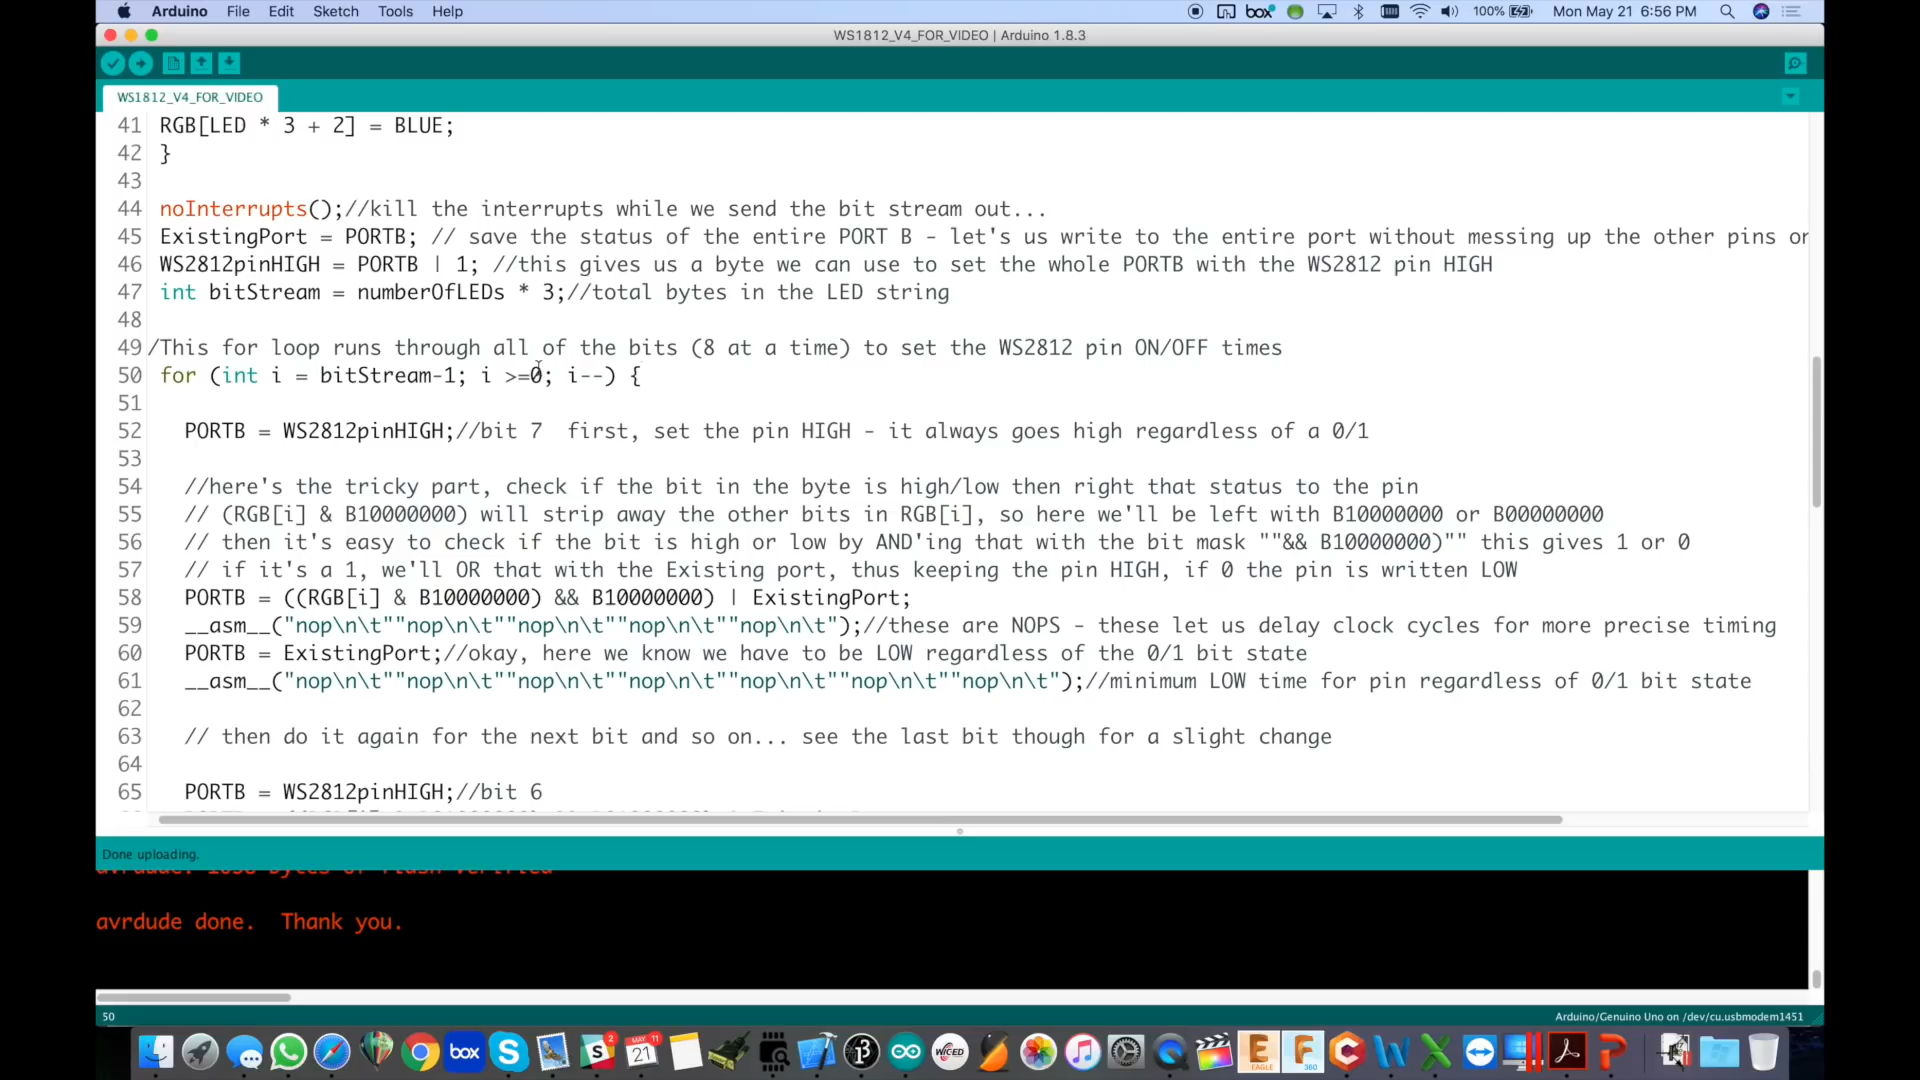 Arduino File Edit Sketch Tools Help box 100% Mon May 21 6:56 PM
WS1812_V4_FOR_VIDEO | Arduino 1.8.3
WS1812_V4_FOR_VIDEO
41 RGB[LED * 3 + 2] = BLUE;
42 }
43
44 noInterrupts();//kill the interrupts while we send the bit stream out...
45 ExistingPort = PORTB; // save the status of the entire PORT B - let's us write to the entire port without messing up the other pins or
46 WS2812pinHIGH = PORTB | 1; //this gives us a byte we can use to set the whole PORTB with the WS2812 pin HIGH
47 int bitStream = numberOfLEDs * 3;//total bytes in the LED string
48
49 /This for loop runs through all of the bits (8 at a time) to set the WS2812 pin ON/OFF times
50 for (int i = bitStream-1; i >=0; i--) {
51
52 PORTB = WS2812pinHIGH;//bit 7  first, set the pin HIGH - it always goes high regardless of a 0/1
53
54 //here's the tricky part, check if the bit in the byte is high/low then right that status to the pin
55 // (RGB[i] & B10000000) will strip away the other bits in RGB[i], so here we'll be left with B10000000 or B00000000
56 // then it's easy to check if the bit is high or low by AND'ing that with the bit mask ""&& B10000000)"" this gives 1 or 0
57 // if it's a 1, we'll OR that with the Existing port, thus keeping the pin HIGH, if 0 the pin is written LOW
58 PORTB = ((RGB[i] & B10000000) && B10000000) | ExistingPort;
59 __asm__("nop\n\t""nop\n\t""nop\n\t""nop\n\t""nop\n\t");//these are NOPS - these let us delay clock cycles for more precise timing
60 PORTB = ExistingPort;//okay, here we know we have to be LOW regardless of the 0/1 bit state
61 __asm__("nop\n\t""nop\n\t""nop\n\t""nop\n\t""nop\n\t""nop\n\t""nop\n\t");//minimum LOW time for pin regardless of 0/1 bit state
62
63 // then do it again for the next bit and so on... see the last bit though for a slight change
64
65 PORTB = WS2812pinHIGH;//bit 6
Done uploading.
avrdude done.  Thank you.
50 Arduino/Genuino Uno on /dev/cu.usbmodem1451
box S 2 MAY 11 21 WICED E EAGLE F 360